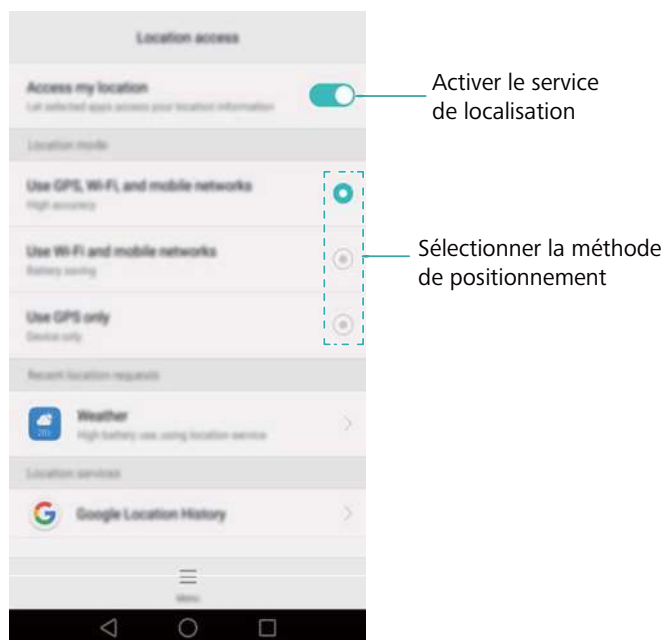 Location access
Access my location
Activer le service
de localisation
Let selected apps access your location information
Location mode
Use GPS, Wi-Fi, and mobile networks
High accuracy
Use Wi-Fi and mobile networks
Sélectionner la méthode
de positionnement
Battery saving
Use GPS only
Device only
Recent location requests
Weather
High battery use, using location service
Location services
Google Location History
Menu